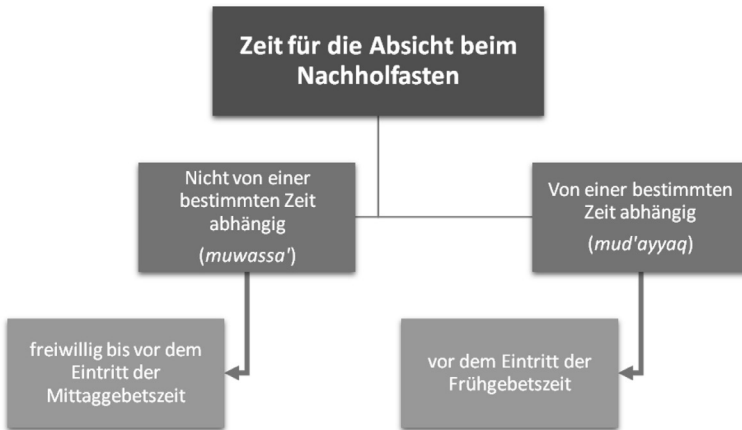 Zeit für die Absicht beim
Nachholfasten
Nicht von einer
bestimmten Zeit
abhängig
(muwassa')
Von einer bestimmten
Zeit abhängig
(mud'ayyaq)
freiwillig bis vor dem
Eintritt der
Mittaggebetszeit
vor dem Eintritt der
Frühgebetszeit